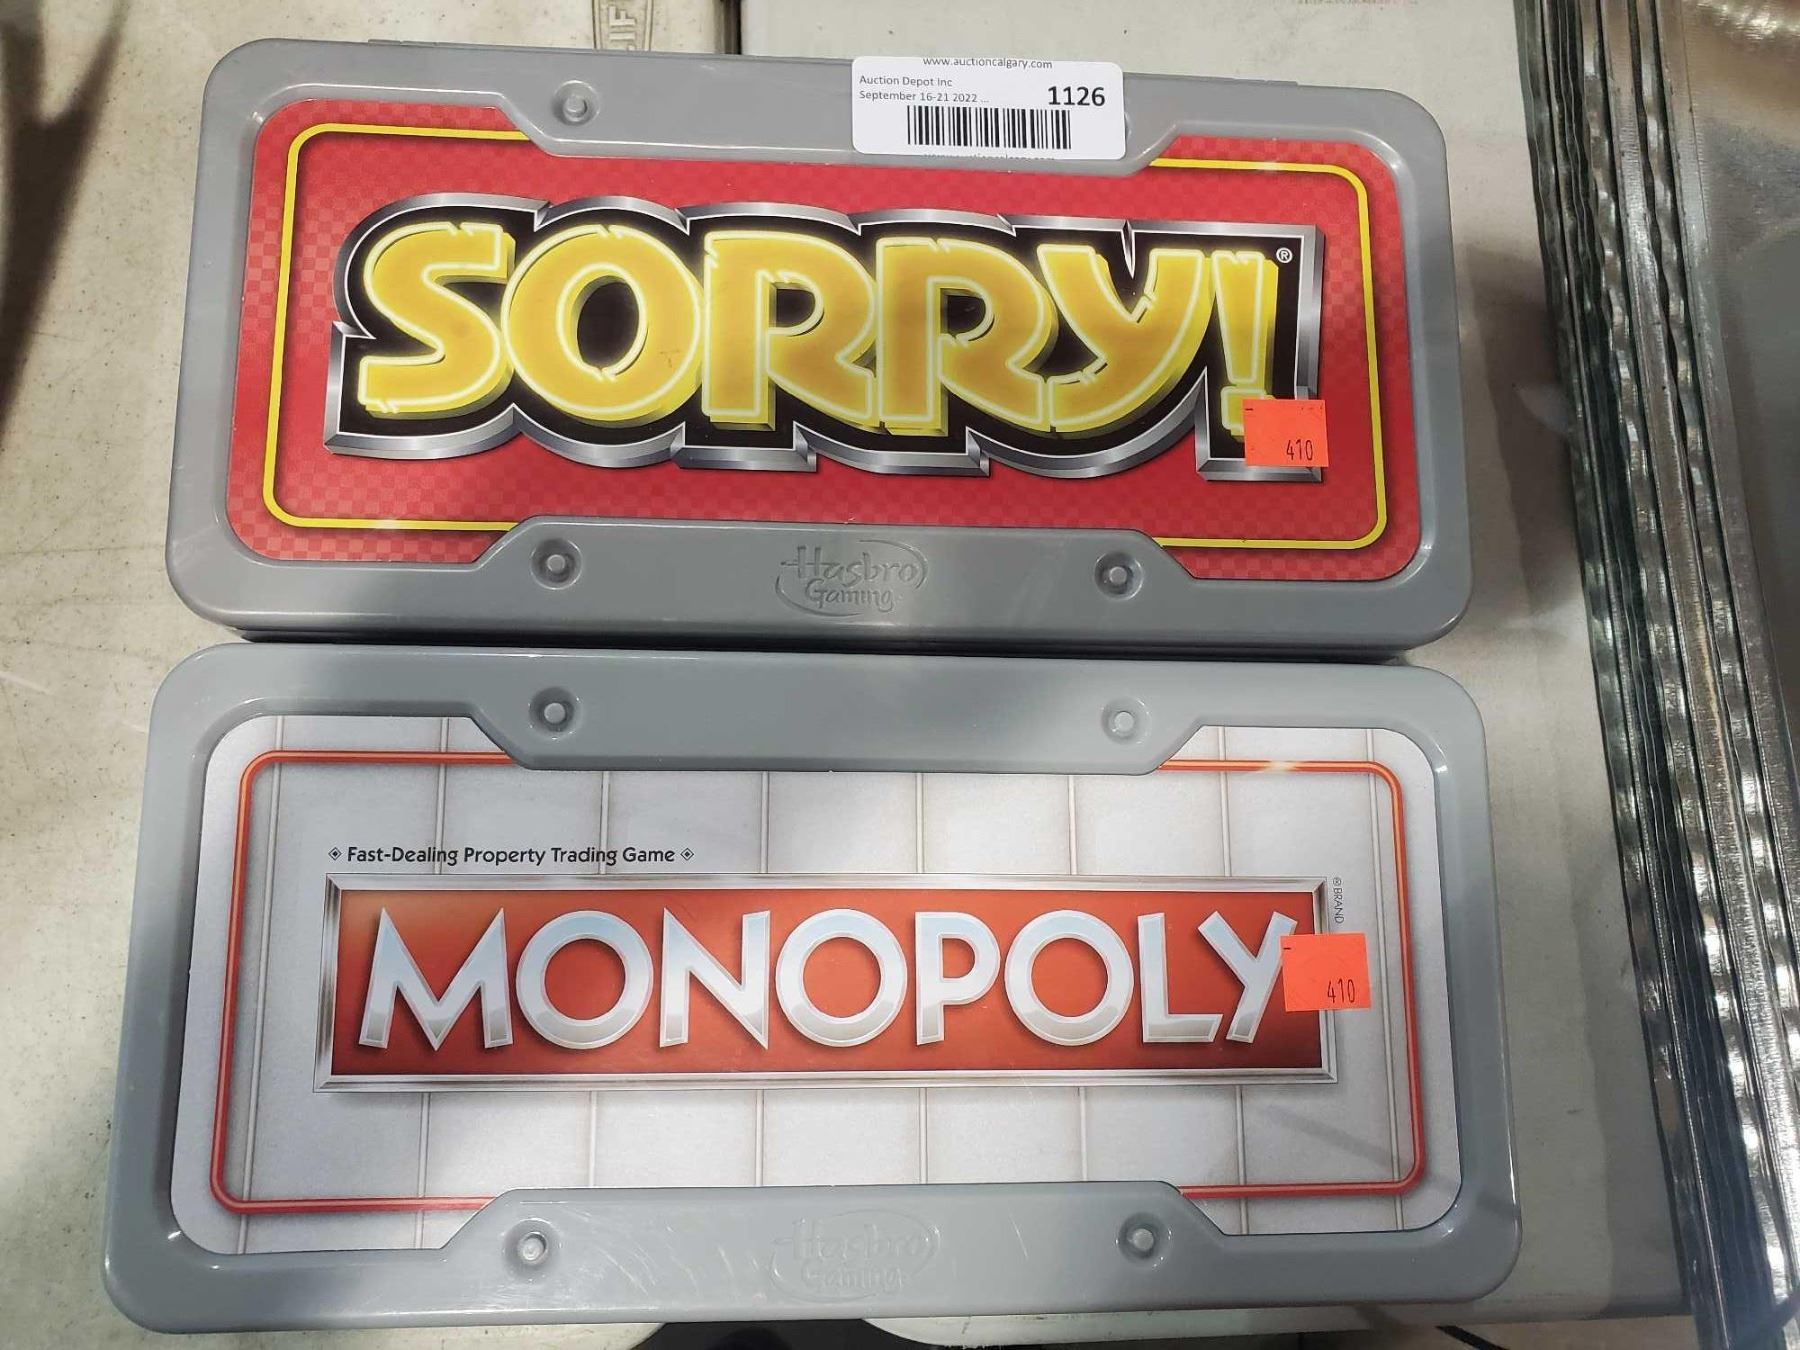 www.auctioncalgary.com
Auction Depot Inc
September 16-21 2022 ...
1126
SORRY!
®
410
Hasbro
Gaming
Fast-Dealing Property Trading Game
MONOPOLY
® BRAND
410
Hasbro
Gaming